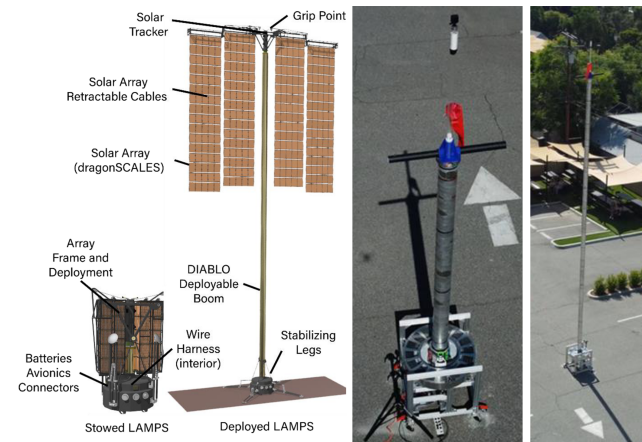 Solar
Tracker
Grip Point
Solar Array
Retractable Cables
Solar Array
(dragonSCALES)
Array
Frame and
Deployment
DIABLO
Deployable
Boom
Wire
Harness
(interior)
Stabilizing
Legs
Batteries
Avionics
Connectors
Stowed LAMPS
Deployed LAMPS